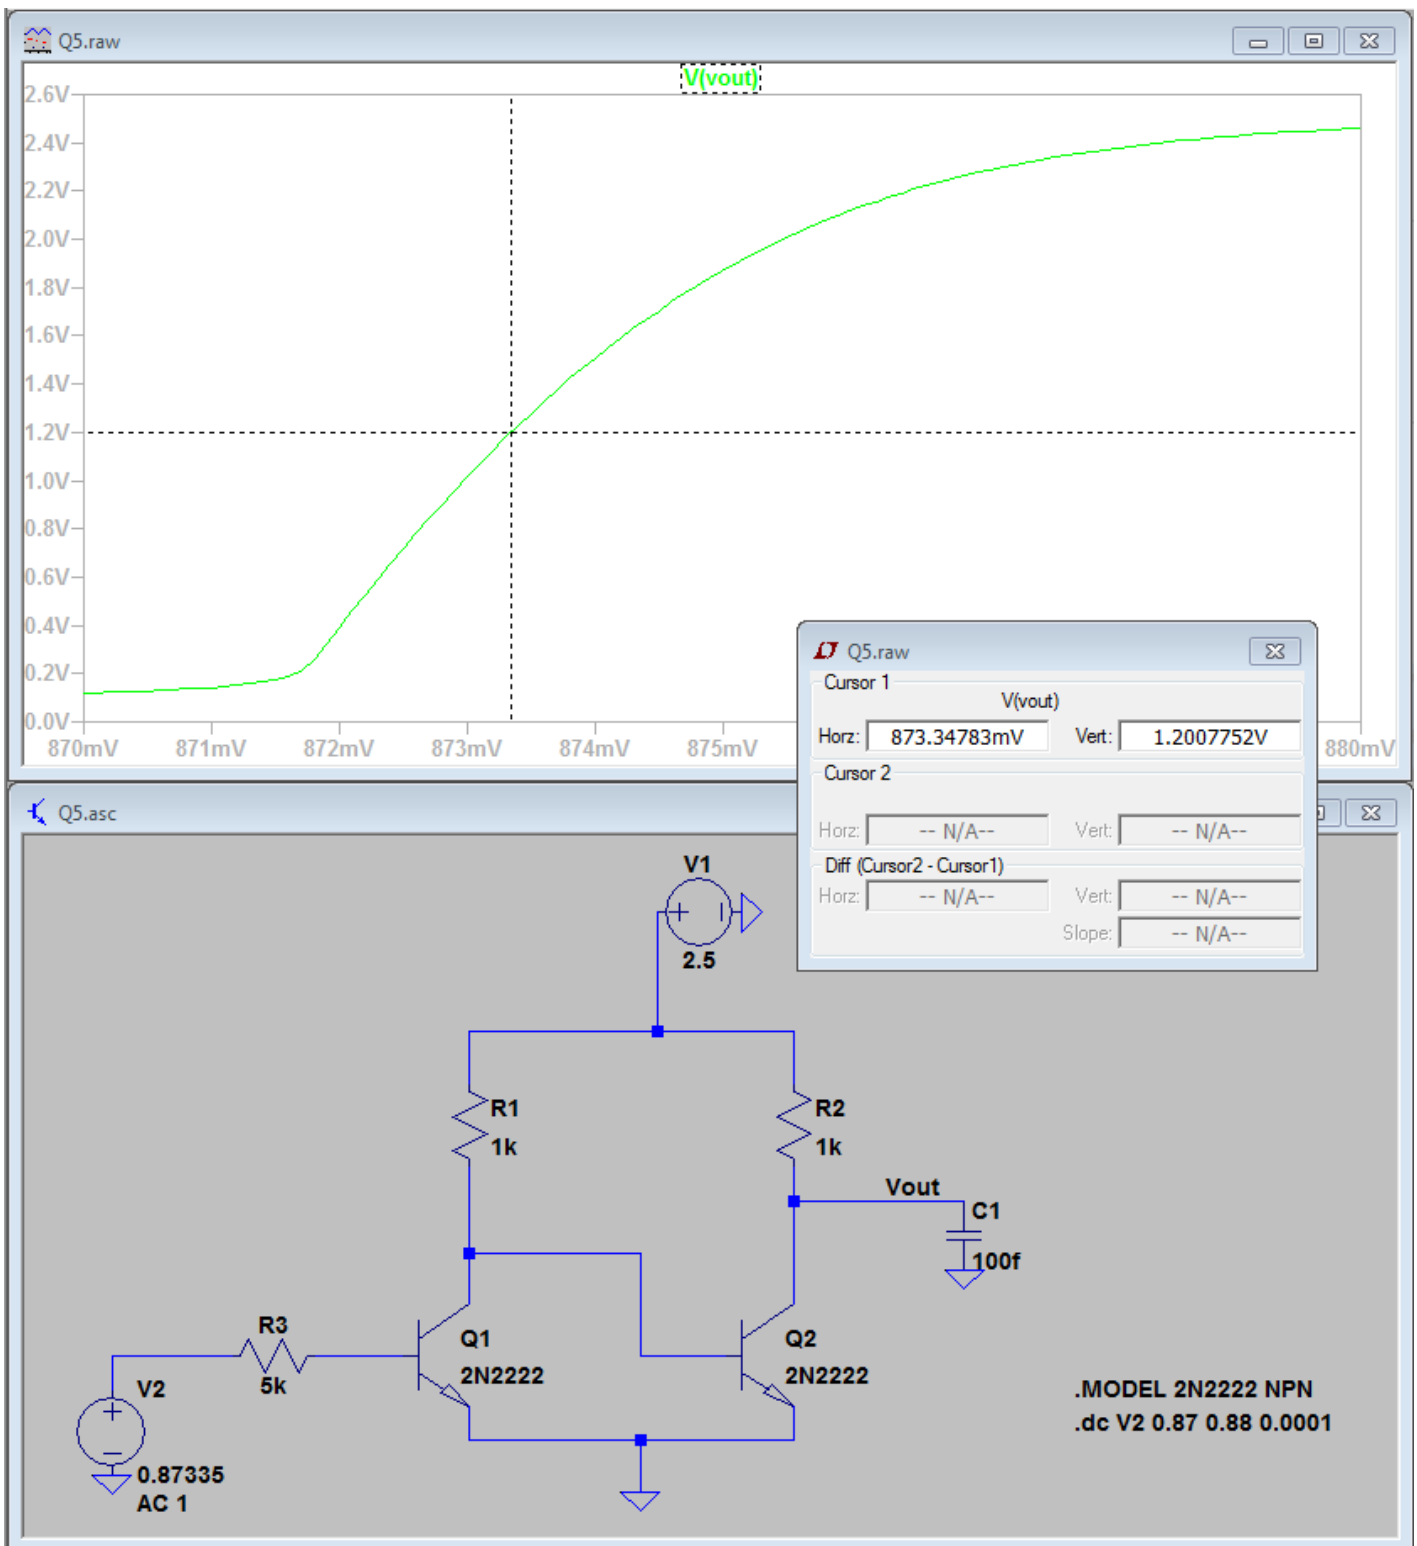 Q5.raw
V(vout)
2.6V
2.4V
2.2V
2.0V
1.8V
1.6V
1.4V
1.2V
1.0V
0.8V
0.6V
0.4V
0.2V
0.0V
870mV 871mV 872mV 873mV 874mV 875mV 880mV
Q5.raw
Cursor 1
V(vout)
Horz: 873.34783mV Vert: 1.2007752V
Cursor 2
Horz: -- N/A-- Vert: -- N/A--
Diff (Cursor2 - Cursor1)
Horz: -- N/A-- Vert: -- N/A--
Slope: -- N/A--
Q5.asc
V1
2.5
R1
1k
R2
1k
Vout
C1
100f
R3
5k
Q1
2N2222
Q2
2N2222
V2
0.87335
AC 1
.MODEL 2N2222 NPN
.dc V2 0.87 0.88 0.0001